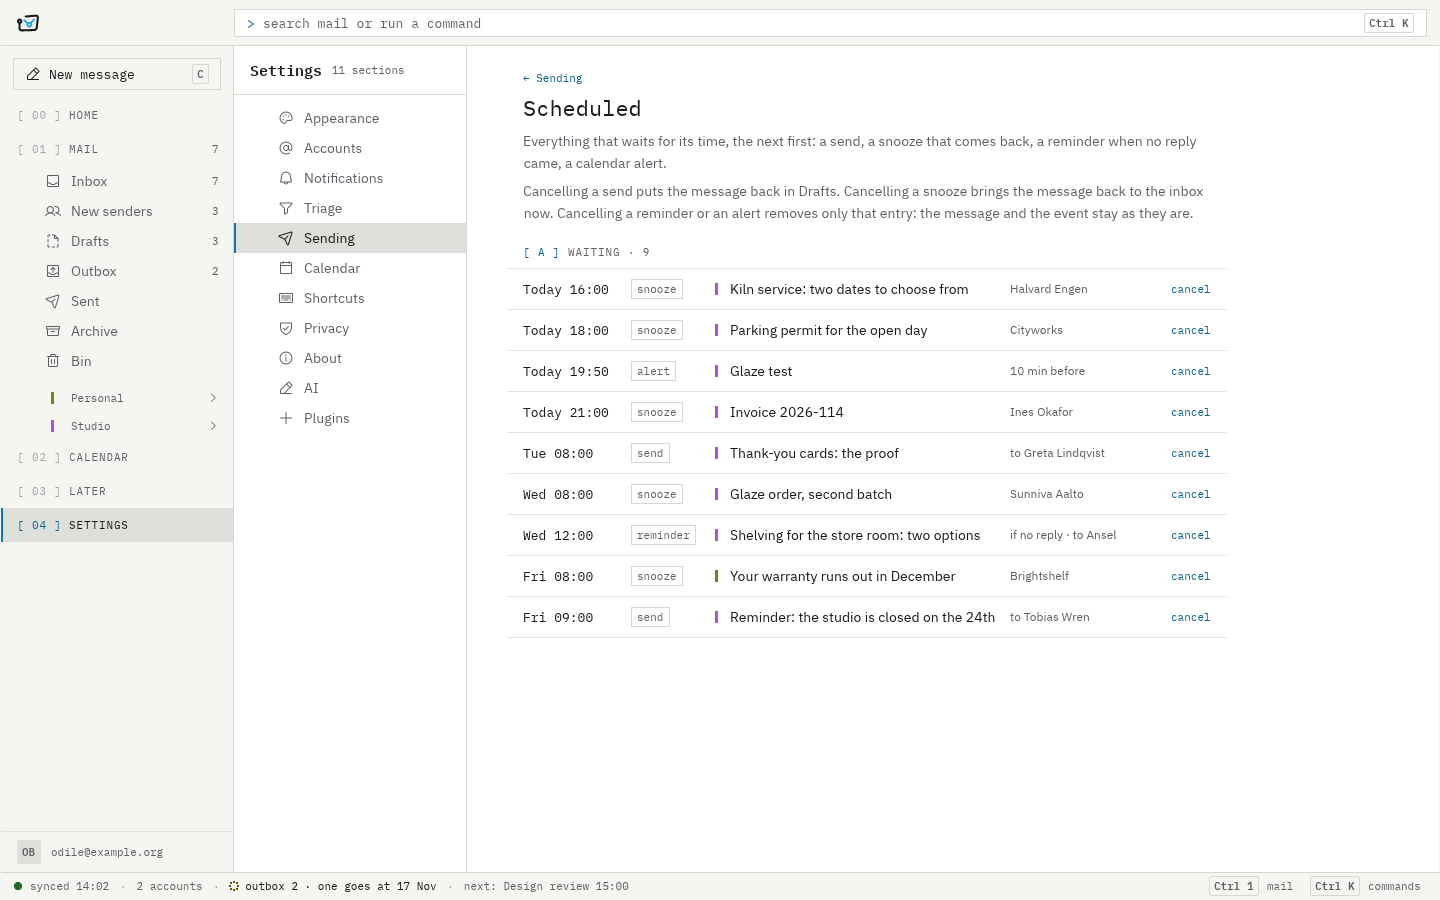 > search mail or run a command
Ctrl K
New message
C
[ 00 ] HOME
[ 01 ] MAIL 7
Inbox 7
New senders 3
Drafts 3
Outbox 2
Sent
Archive
Bin
Personal
Studio
[ 02 ] CALENDAR
[ 03 ] LATER
[ 04 ] SETTINGS
OB odile@example.org
Settings 11 sections
Appearance
Accounts
Notifications
Triage
Sending
Calendar
Shortcuts
Privacy
About
AI
Plugins
← Sending
Scheduled
Everything that waits for its time, the next first: a send, a snooze that comes back, a reminder when no reply
came, a calendar alert.
Cancelling a send puts the message back in Drafts. Cancelling a snooze brings the message back to the inbox
now. Cancelling a reminder or an alert removes only that entry: the message and the event stay as they are.
[ A ] WAITING · 9
Today 16:00 snooze Kiln service: two dates to choose from Halvard Engen cancel
Today 18:00 snooze Parking permit for the open day Cityworks cancel
Today 19:50 alert Glaze test 10 min before cancel
Today 21:00 snooze Invoice 2026-114 Ines Okafor cancel
Tue 08:00 send Thank-you cards: the proof to Greta Lindqvist cancel
Wed 08:00 snooze Glaze order, second batch Sunniva Aalto cancel
Wed 12:00 reminder Shelving for the store room: two options if no reply · to Ansel cancel
Fri 08:00 snooze Your warranty runs out in December Brightshelf cancel
Fri 09:00 send Reminder: the studio is closed on the 24th to Tobias Wren cancel
synced 14:02 · 2 accounts · outbox 2 · one goes at 17 Nov · next: Design review 15:00
Ctrl 1 mail Ctrl K commands